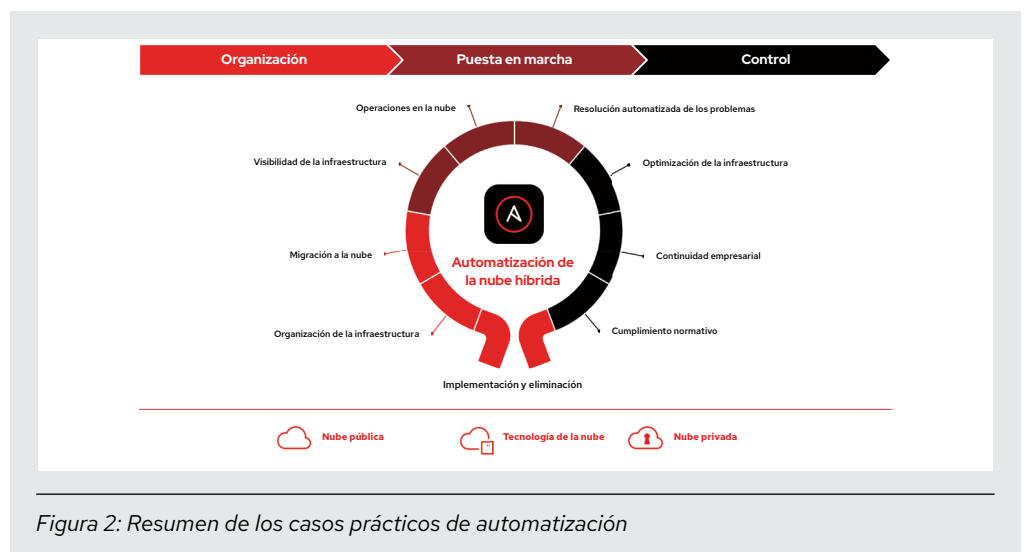 Organización
Puesta en marcha
Control
Operaciones en la nube
Resolución automatizada de los problemas
Visibilidad de la infraestructura
Optimización de la infraestructura
Migración a la nube
Continuidad empresarial
Automatización de
la nube híbrida
Organización de la infraestructura
Cumplimiento normativo
Implementación y eliminación
Nube pública
Tecnología de la nube
Nube privada
Figura 2: Resumen de los casos prácticos de automatización